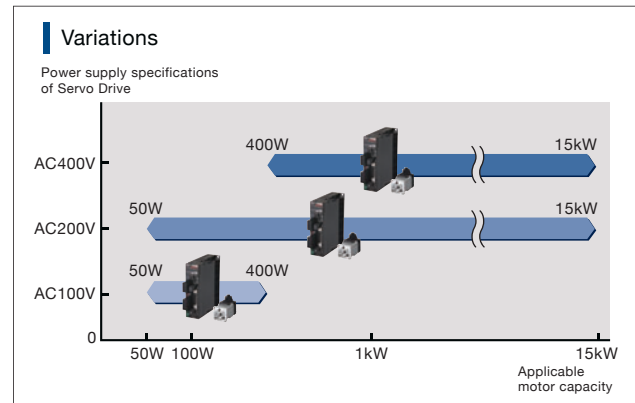 Variations
Power supply specifications
of Servo Drive
400W 15kW
AC400V
50W 15kW
AC200V
50W 400W
AC100V
0
50W 100W 1kW 15kW
Applicable
motor capacity